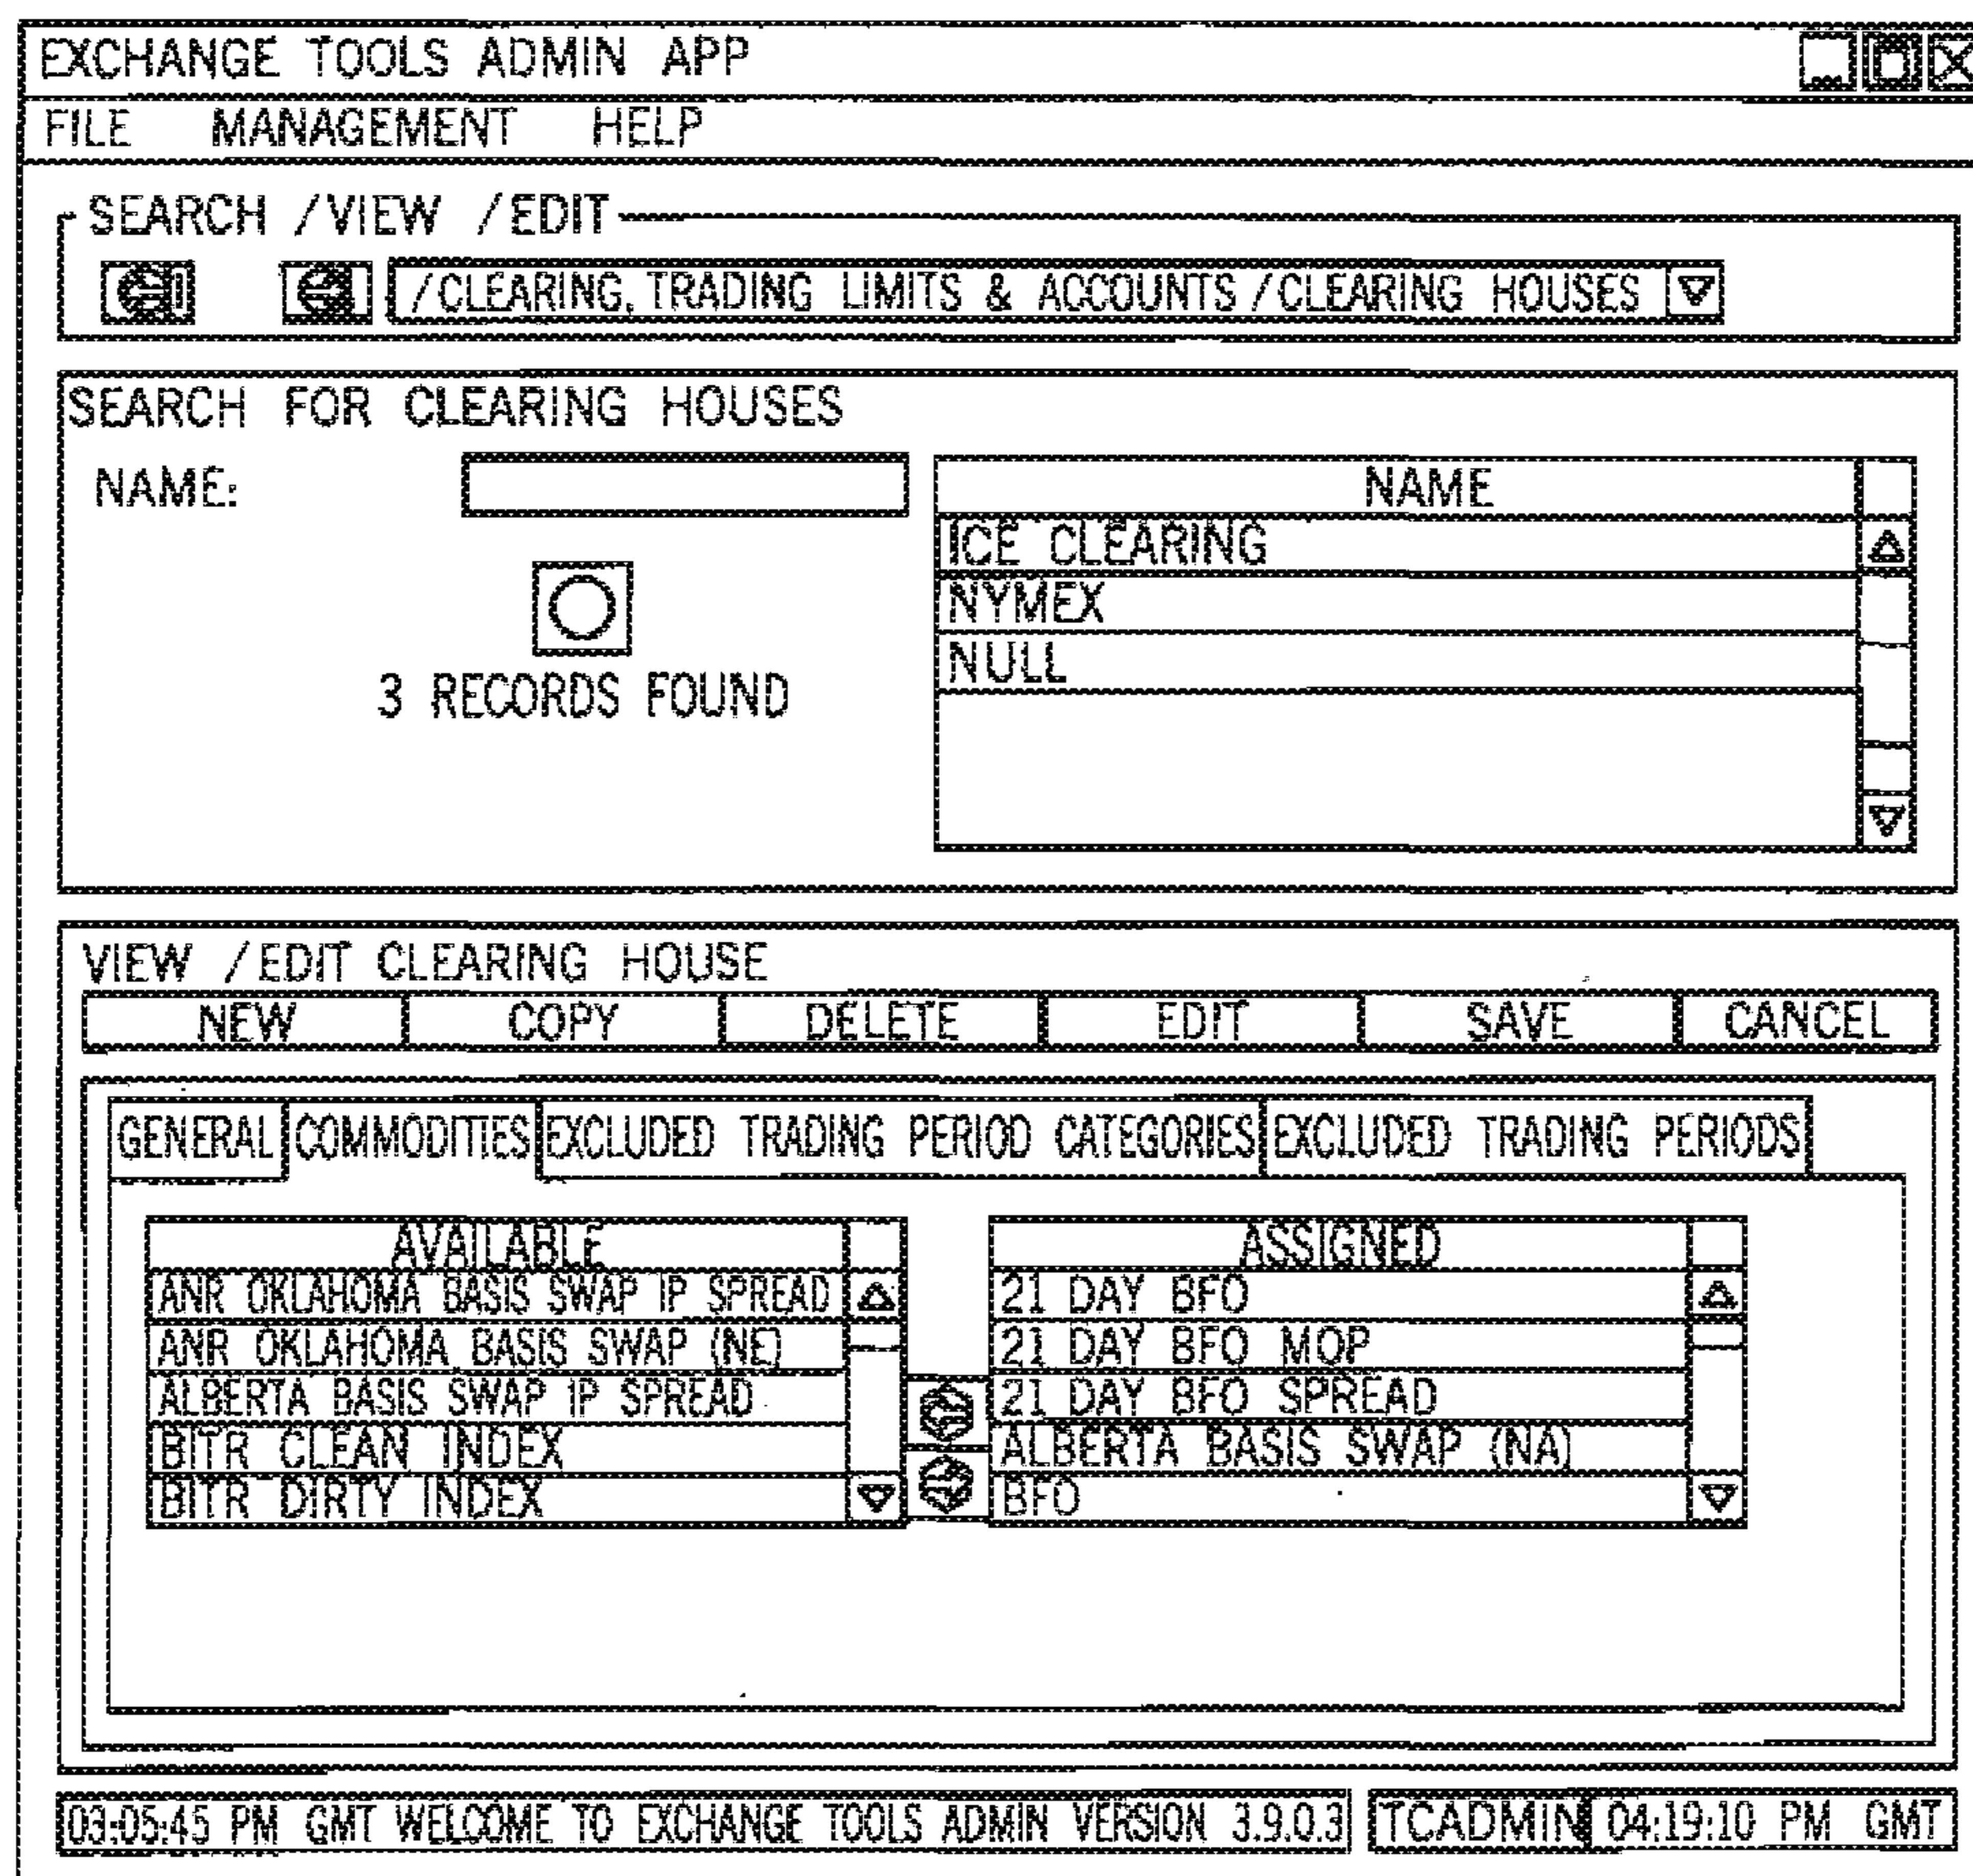 EXCHANGE TOOLS ADMIN APP
FILE MANAGEMENT HELP
SEARCH /VIEW /EDIT
/CLEARING, TRADING LIMITS & ACCOUNTS /CLEARING HOUSES
SEARCH FOR CLEARING HOUSES
NAME:
3 RECORDS FOUND
NAME
ICE CLEARING
NYMEX
NULL
VIEW /EDIT CLEARING HOUSE
NEW COPY DELETE EDIT SAVE CANCEL
GENERAL COMMODITIES EXCLUDED TRADING PERIOD CATEGORIES EXCLUDED TRADING PERIODS
AVAILABLE
ANR OKLAHOMA BASIS SWAP IP SPREAD
ANR OKLAHOMA BASIS SWAP (NE)
ALBERTA BASIS SWAP IP SPREAD
BITR CLEAN INDEX
BITR DIRTY INDEX
ASSIGNED
21 DAY BFO
21 DAY BFO MOP
21 DAY BFO SPREAD
ALBERTA BASIS SWAP (NA)
BFO
03:05:45 PM GMT WELCOME TO EXCHANGE TOOLS ADMIN VERSION 3.9.0.3 TCADMIN 04:19:10 PM GMT